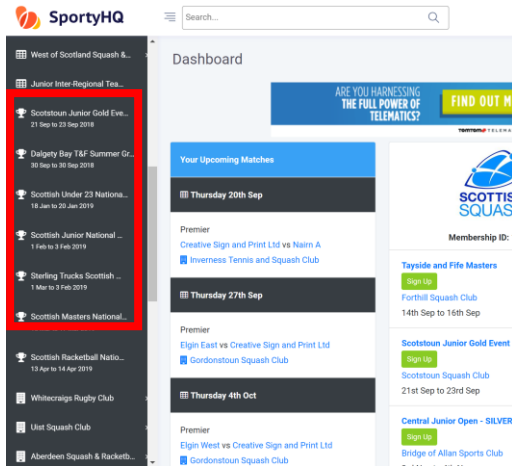 SportyHQ
Search...
West of Scotland Squash &...
Junior Inter-Regional Tea...
Scotstoun Junior Gold Eve...
21 Sep to 23 Sep 2018
Dalgety Bay T&F Summer Gr...
30 Sep to 30 Sep 2018
Scottish Under 23 Nationa...
18 Jan to 20 Jan 2019
Scottish Junior National ...
1 Feb to 3 Feb 2019
Sterling Trucks Scottish ...
1 Mar to 3 Feb 2019
Scottish Masters National...
Scottish Racketball Natio...
13 Apr to 14 Apr 2019
Whitecraigs Rugby Club
Uist Squash Club
Aberdeen Squash & Racketb...
Dashboard
ARE YOU HARNESSING
THE FULL POWER OF
TELEMATICS?
FIND OUT M
TOMTOM TELEMA
Your Upcoming Matches
Thursday 20th Sep
Premier
Creative Sign and Print Ltd vs Nairn A
Inverness Tennis and Squash Club
Thursday 27th Sep
Premier
Elgin East vs Creative Sign and Print Ltd
Gordonstoun Squash Club
Thursday 4th Oct
Premier
Elgin West vs Creative Sign and Print Ltd
Gordonstoun Squash Club
SCOTTIS
SQUAS
Membership ID:
Tayside and Fife Masters
Sign Up
Forthill Squash Club
14th Sep to 16th Sep
Scotstoun Junior Gold Event
Sign Up
Scotstoun Squash Club
21st Sep to 23rd Sep
Central Junior Open - SILVER
Sign Up
Bridge of Allan Sports Club